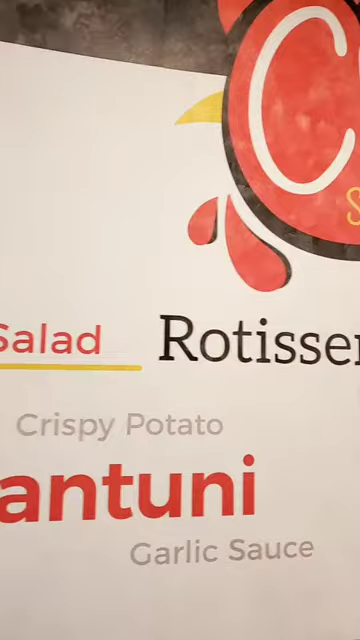 C
S
Salad
Rotisser
Crispy Potato
antuni
Garlic Sauce